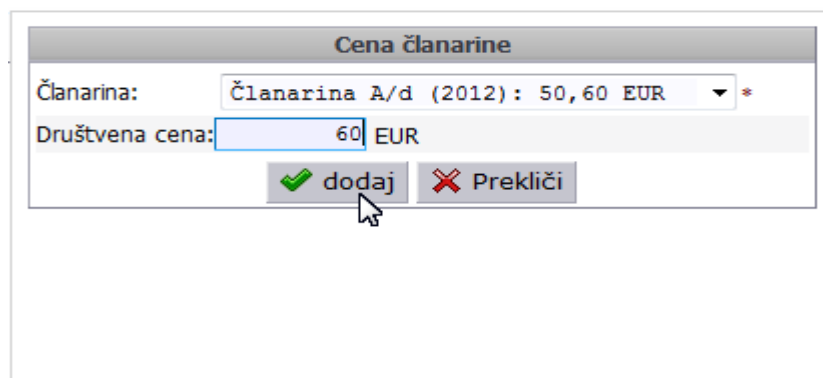 Cena članarine
Članarina: Članarina A/d (2012): 50,60 EUR *
Društvena cena: 60 EUR
dodaj Prekliči